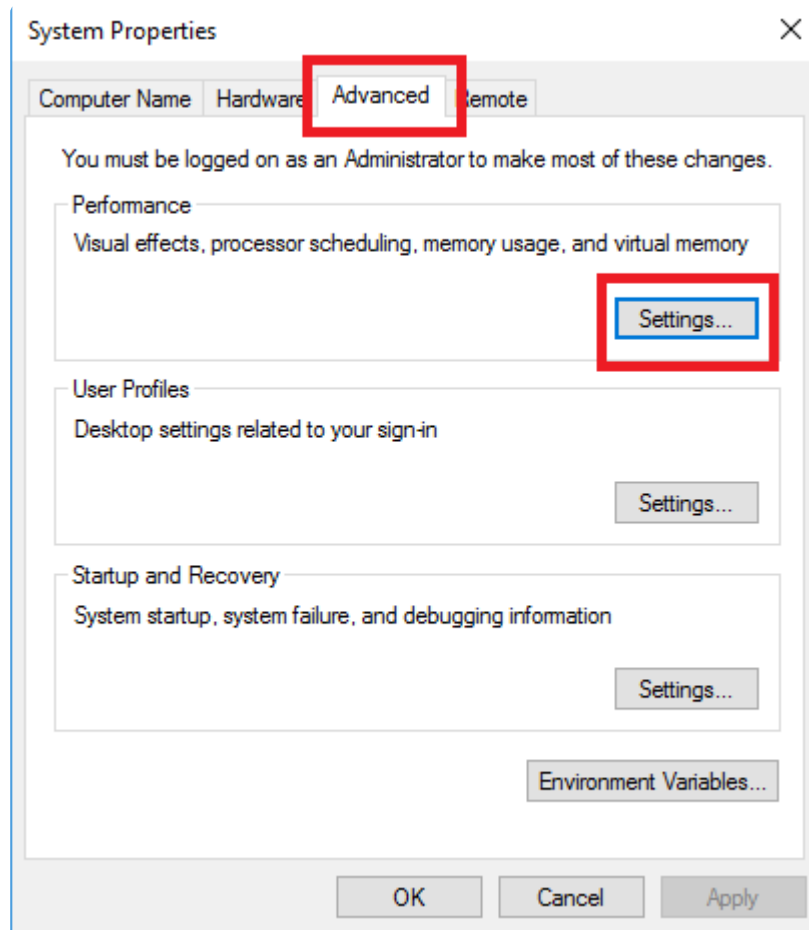 System Properties
Computer Name Hardware Advanced Remote
You must be logged on as an Administrator to make most of these changes.
Performance
Visual effects, processor scheduling, memory usage, and virtual memory
Settings...
User Profiles
Desktop settings related to your sign-in
Settings...
Startup and Recovery
System startup, system failure, and debugging information
Settings...
Environment Variables...
OK Cancel Apply